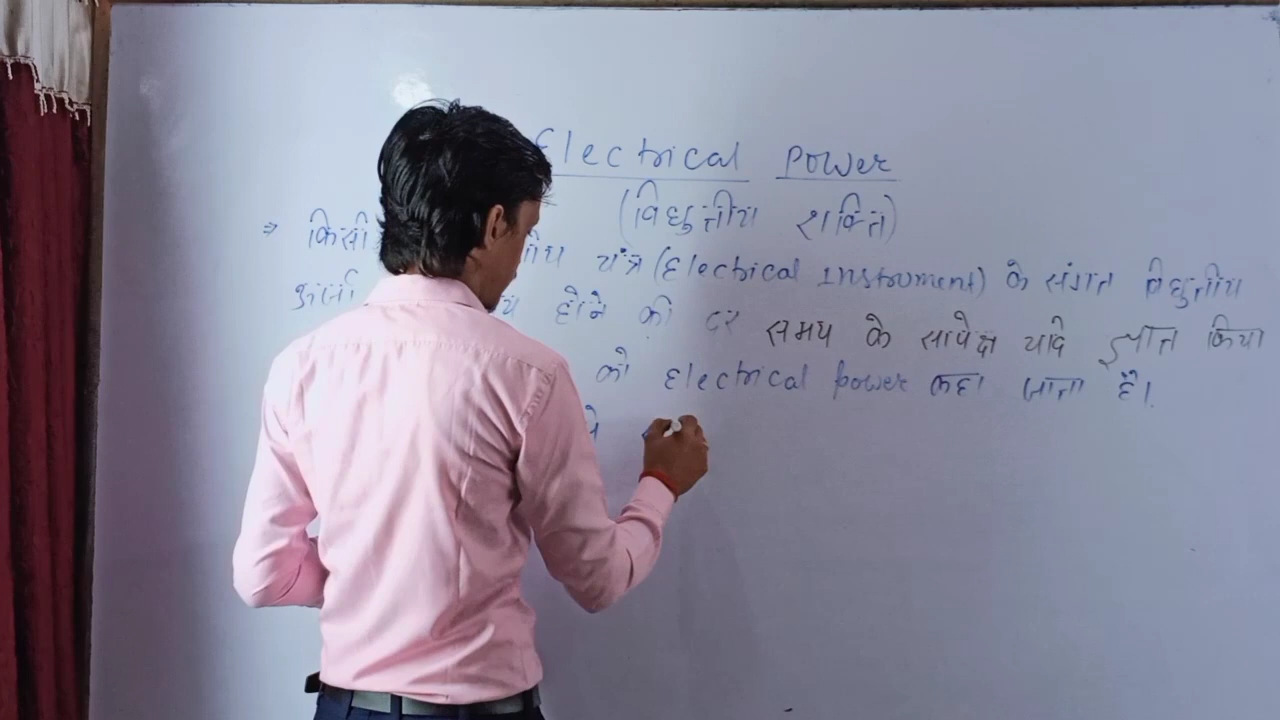 Electrical Power
(विद्युतीय शक्ति)
⇒ किसी यंत्र (Electrical Instrument) के संगत विद्युतीय
होने की दर समय के सापेक्ष यदि ज्ञात किया
को Electrical power कहा जाता है।